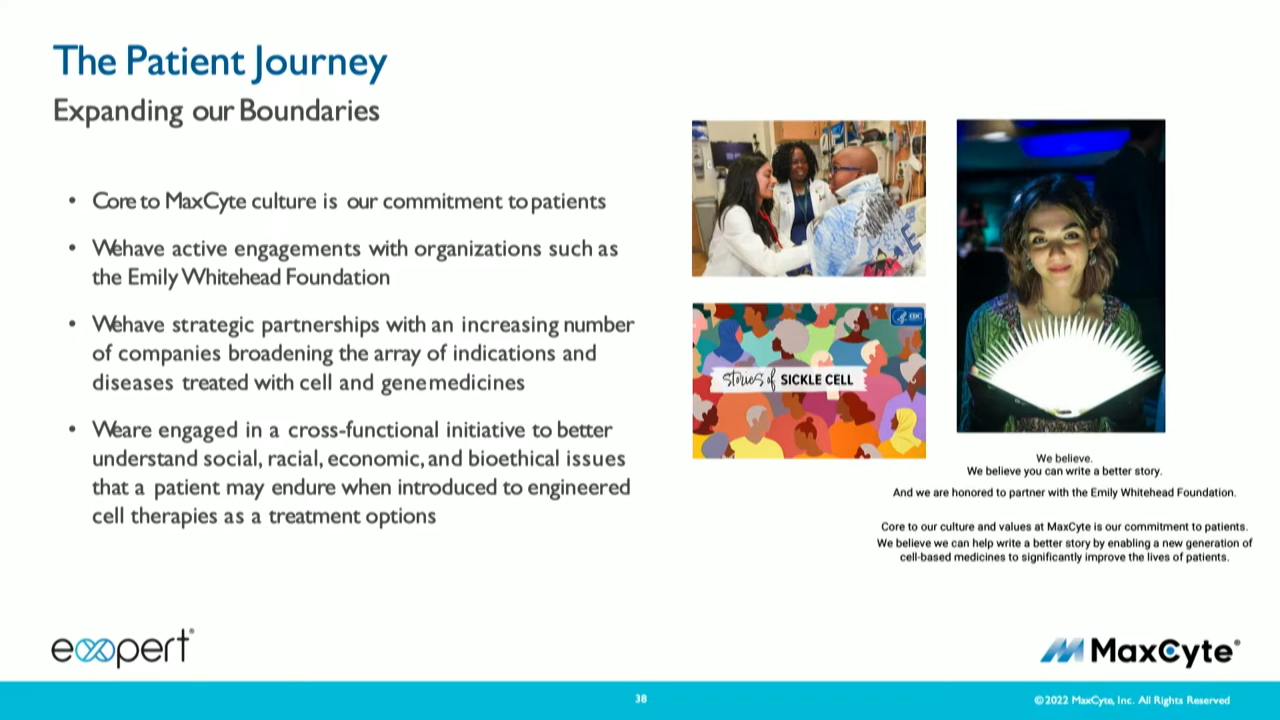 The Patient Journey
Expanding our Boundaries
• Core to MaxCyte culture is our commitment to patients
• We have active engagements with organizations such as
the Emily Whitehead Foundation
• We have strategic partnerships with an increasing number
of companies broadening the array of indications and
diseases treated with cell and gene medicines
• We are engaged in a cross-functional initiative to better
understand social, racial, economic, and bioethical issues
that a patient may endure when introduced to engineered
cell therapies as a treatment options
CDC
stories of SICKLE CELL
We believe.
We believe you can write a better story.
And we are honored to partner with the Emily Whitehead Foundation.
Core to our culture and values at MaxCyte is our commitment to patients.
We believe we can help write a better story by enabling a new generation of
cell-based medicines to significantly improve the lives of patients.
expert®
MaxCyte®
38
©2022 MaxCyte, Inc. All Rights Reserved